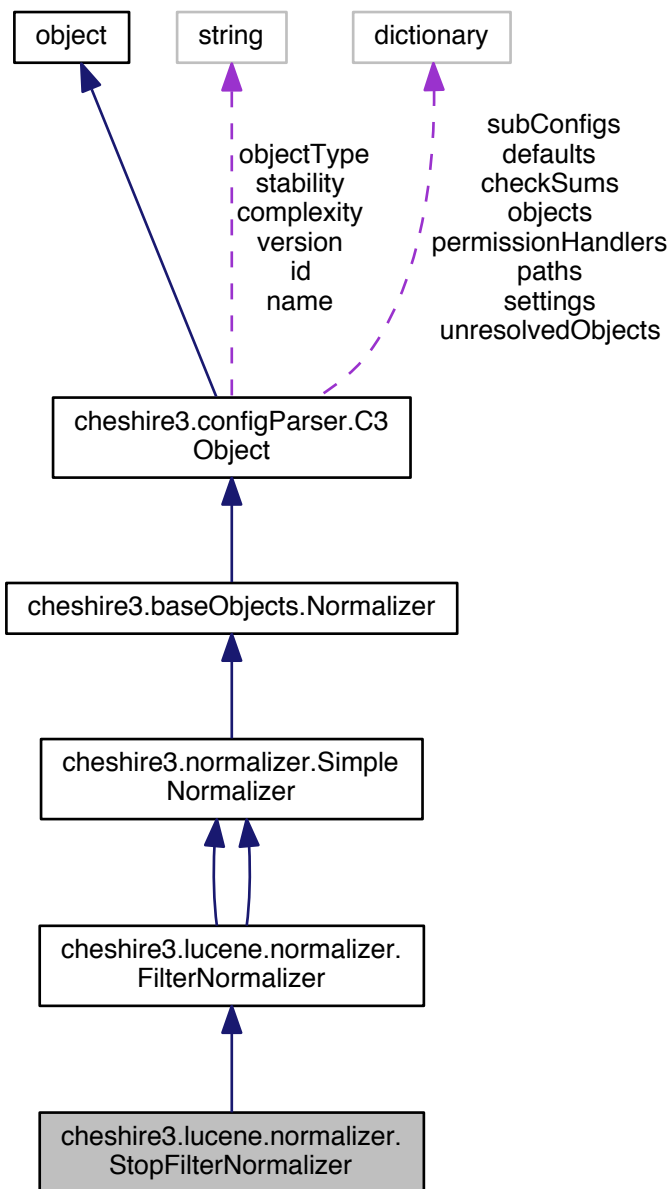 object
string
dictionary
objectType
stability
complexity
version
id
name
subConfigs
defaults
checkSums
objects
permissionHandlers
paths
settings
unresolvedObjects
cheshire3.configParser.C3
Object
cheshire3.baseObjects.Normalizer
cheshire3.normalizer.Simple
Normalizer
cheshire3.lucene.normalizer.
FilterNormalizer
cheshire3.lucene.normalizer.
StopFilterNormalizer